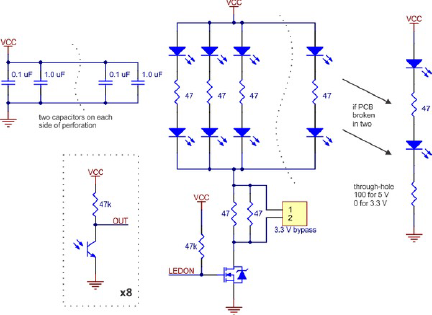 VCC
0.1 uF
1.0 uF
0.1 uF
1.0 uF
two capacitors on each
side of perforation
VCC
47k
OUT
x8
VCC
47
47
47
47
47
47
1
2
3.3 V bypass
VCC
47k
LEDON
if PCB
broken
in two
VCC
47
through-hole
100 for 5 V
0 for 3.3 V